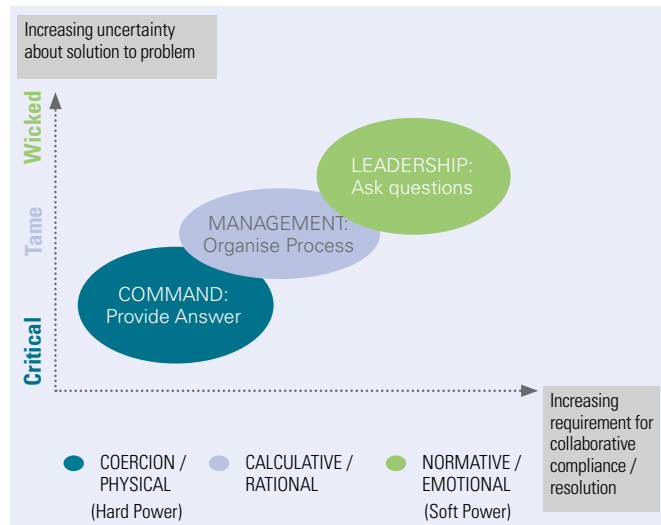 Increasing uncertainty
about solution to problem
Wicked
Tame
Critical
LEADERSHIP:
Ask questions
MANAGEMENT:
Organise Process
COMMAND:
Provide Answer
Increasing
requirement for
collaborative
compliance /
resolution
COERCION /
PHYSICAL
(Hard Power)
CALCULATIVE /
RATIONAL
NORMATIVE /
EMOTIONAL
(Soft Power)